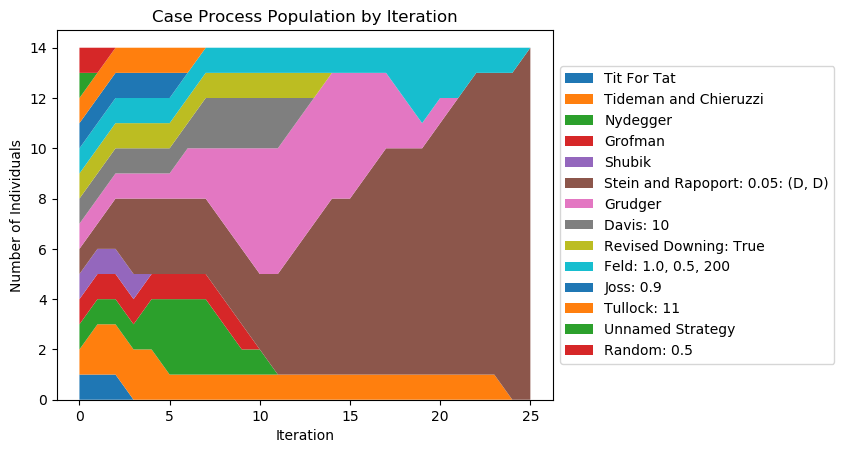 Case Process Population by Iteration
Number of Individuals
14
12
10
8
6
4
2
0
0 5 10 15 20 25
Iteration
Tit For Tat
Tideman and Chieruzzi
Nydegger
Grofman
Shubik
Stein and Rapoport: 0.05: (D, D)
Grudger
Davis: 10
Revised Downing: True
Feld: 1.0, 0.5, 200
Joss: 0.9
Tullock: 11
Unnamed Strategy
Random: 0.5